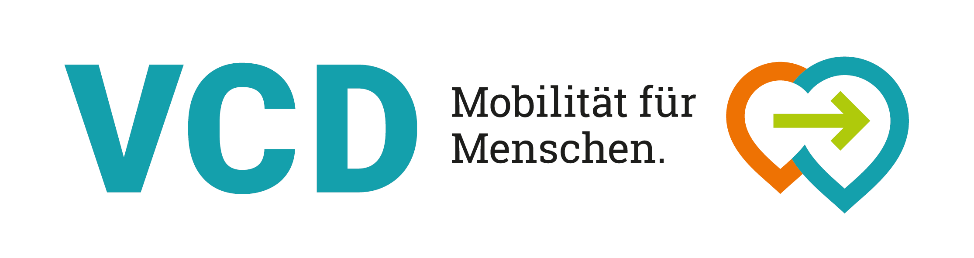 VCD
Mobilität für
Menschen.